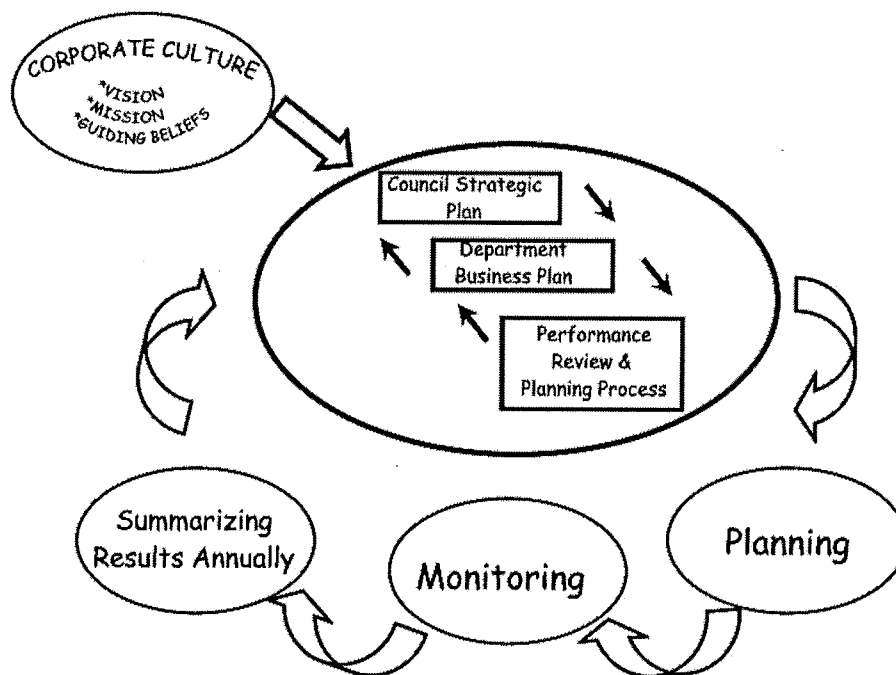 CORPORATE CULTURE
*VISION
*MISSION
*GUIDING BELIEFS
Council Strategic
Plan
Department
Business Plan
Performance
Review &
Planning Process
Summarizing
Results Annually
Monitoring
Planning